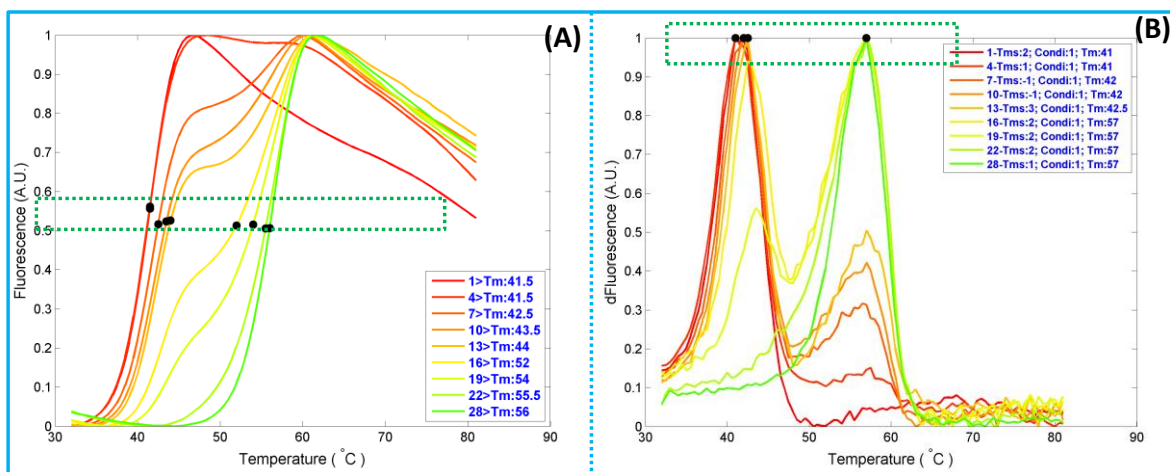 (A)
1
0.9
0.8
0.7
0.6
0.5
0.4
0.3
0.2
0.1
0
Fluorescence (A.U.)
30 40 50 60 70 80 90
Temperature ( °C)
1>Tm:41.5
4>Tm:41.5
7>Tm:42.5
10>Tm:43.5
13>Tm:44
16>Tm:52
19>Tm:54
22>Tm:55.5
28>Tm:56
(B)
1
0.9
0.8
0.7
0.6
0.5
0.4
0.3
0.2
0.1
0
dFluorescence (A.U.)
30 40 50 60 70 80 90
Temperature ( °C)
1-Tms:2; Condi:1; Tm:41
4-Tms:1; Condi:1; Tm:41
7-Tms:-1; Condi:1; Tm:42
10-Tms:-1; Condi:1; Tm:42
13-Tms:3; Condi:1; Tm:42.5
16-Tms:2; Condi:1; Tm:57
19-Tms:2; Condi:1; Tm:57
22-Tms:2; Condi:1; Tm:57
28-Tms:1; Condi:1; Tm:57